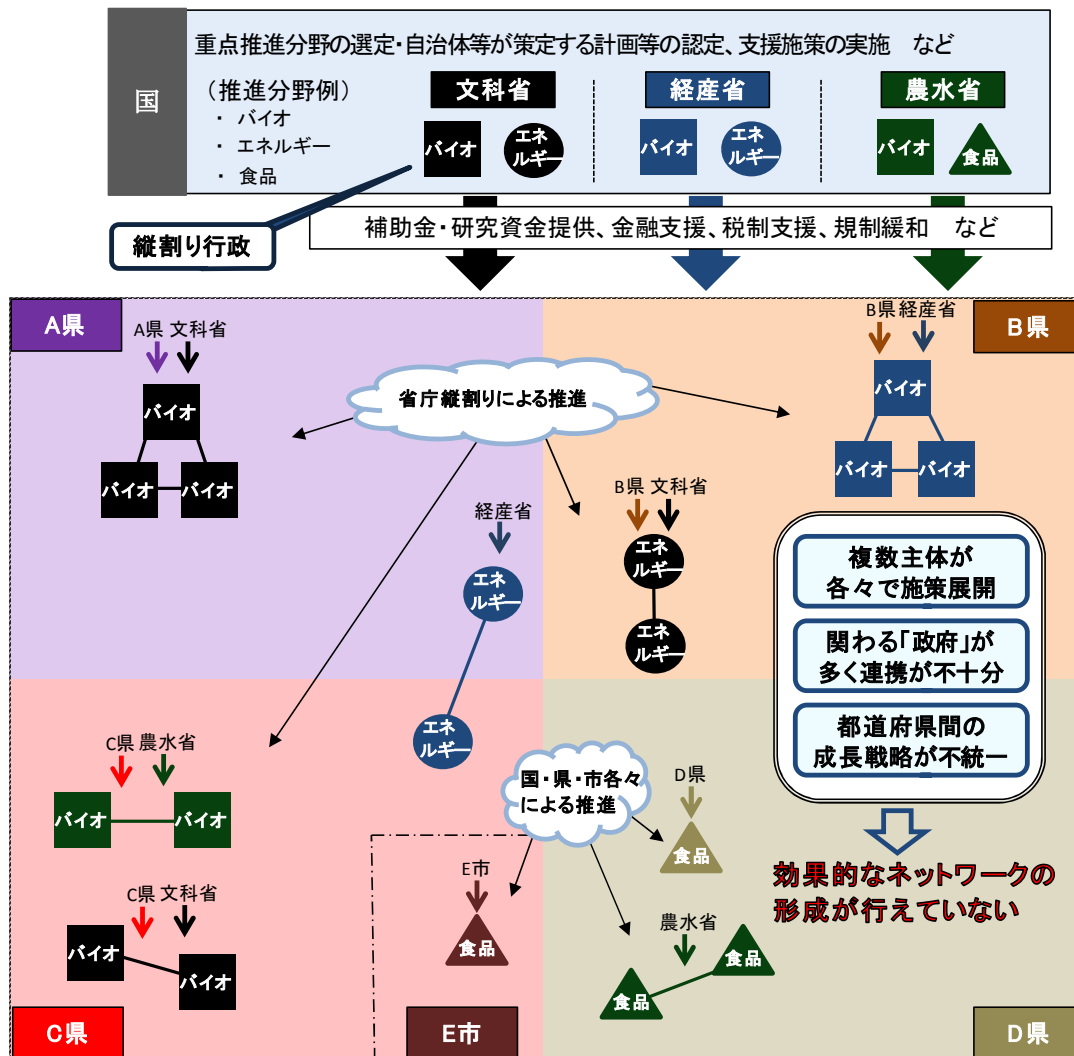 国
重点推進分野の選定・自治体等が策定する計画等の認定、支援施策の実施　など
（推進分野例）
・ バイオ
・ エネルギー
・ 食品
文科省
バイオ
エネ
ルギー
経産省
バイオ
エネ
ルギー
農水省
バイオ
食品
縦割り行政
補助金・研究資金提供、金融支援、税制支援、規制緩和　など
A県
A県 文科省
バイオ
バイオ
バイオ
省庁縦割りによる推進
経産省
エネ
ルギー
エネ
ルギー
B県
B県 経産省
バイオ
バイオ
バイオ
B県 文科省
エネ
ルギー
エネ
ルギー
複数主体が
各々で施策展開
関わる「政府」が
多く連携が不十分
都道府県間の
成長戦略が不統一
効果的なネットワークの
形成が行えていない
C県 農水省
バイオ
バイオ
C県 文科省
バイオ
バイオ
C県
国・県・市各々
による推進
E市
食品
E市
D県
食品
農水省
食品
食品
D県